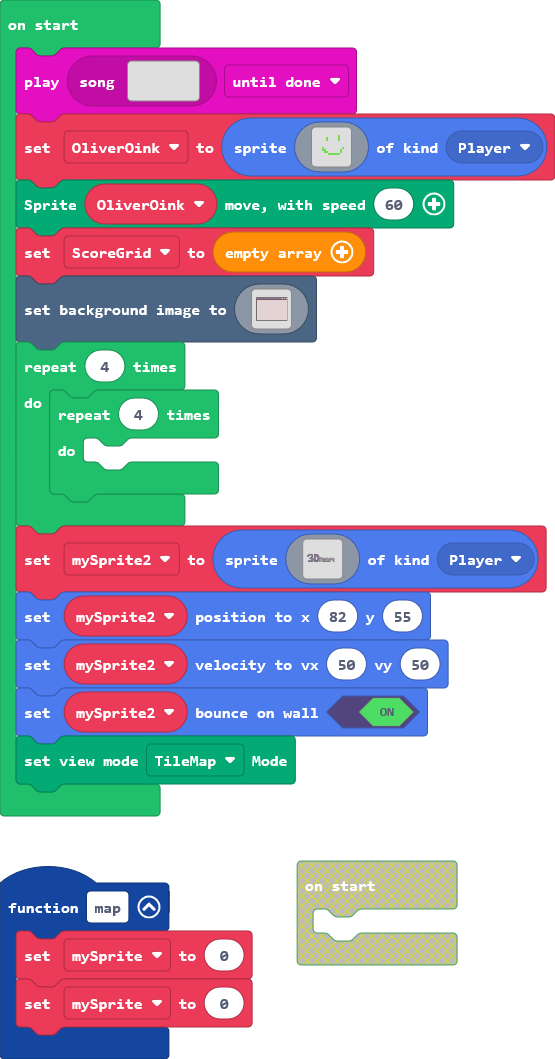 on start
play song until done
set OliverOink to sprite of kind Player
Sprite OliverOink move, with speed 60
set ScoreGrid to empty array
set background image to
repeat 4 times
do
repeat 4 times
do
set mySprite2 to sprite 3D of kind Player
set mySprite2 position to x 82 y 55
set mySprite2 velocity to vx 50 vy 50
set mySprite2 bounce on wall ON
set view mode TileMap Mode
function map
set mySprite to 0
set mySprite to 0
on start